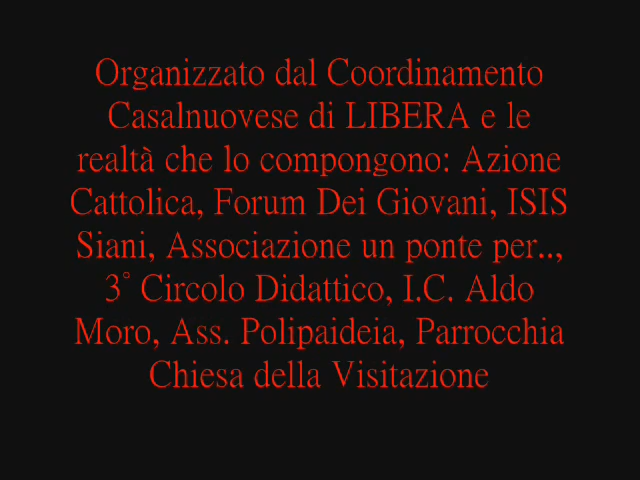 Organizzato dal Coordinamento
Casalnuovese di LIBERA e le
realtà che lo compongono: Azione
Cattolica, Forum Dei Giovani, ISIS
Siani, Associazione un ponte per..,
3° Circolo Didattico, I.C. Aldo
Moro, Ass. Polipaideia, Parrocchia
Chiesa della Visitazione